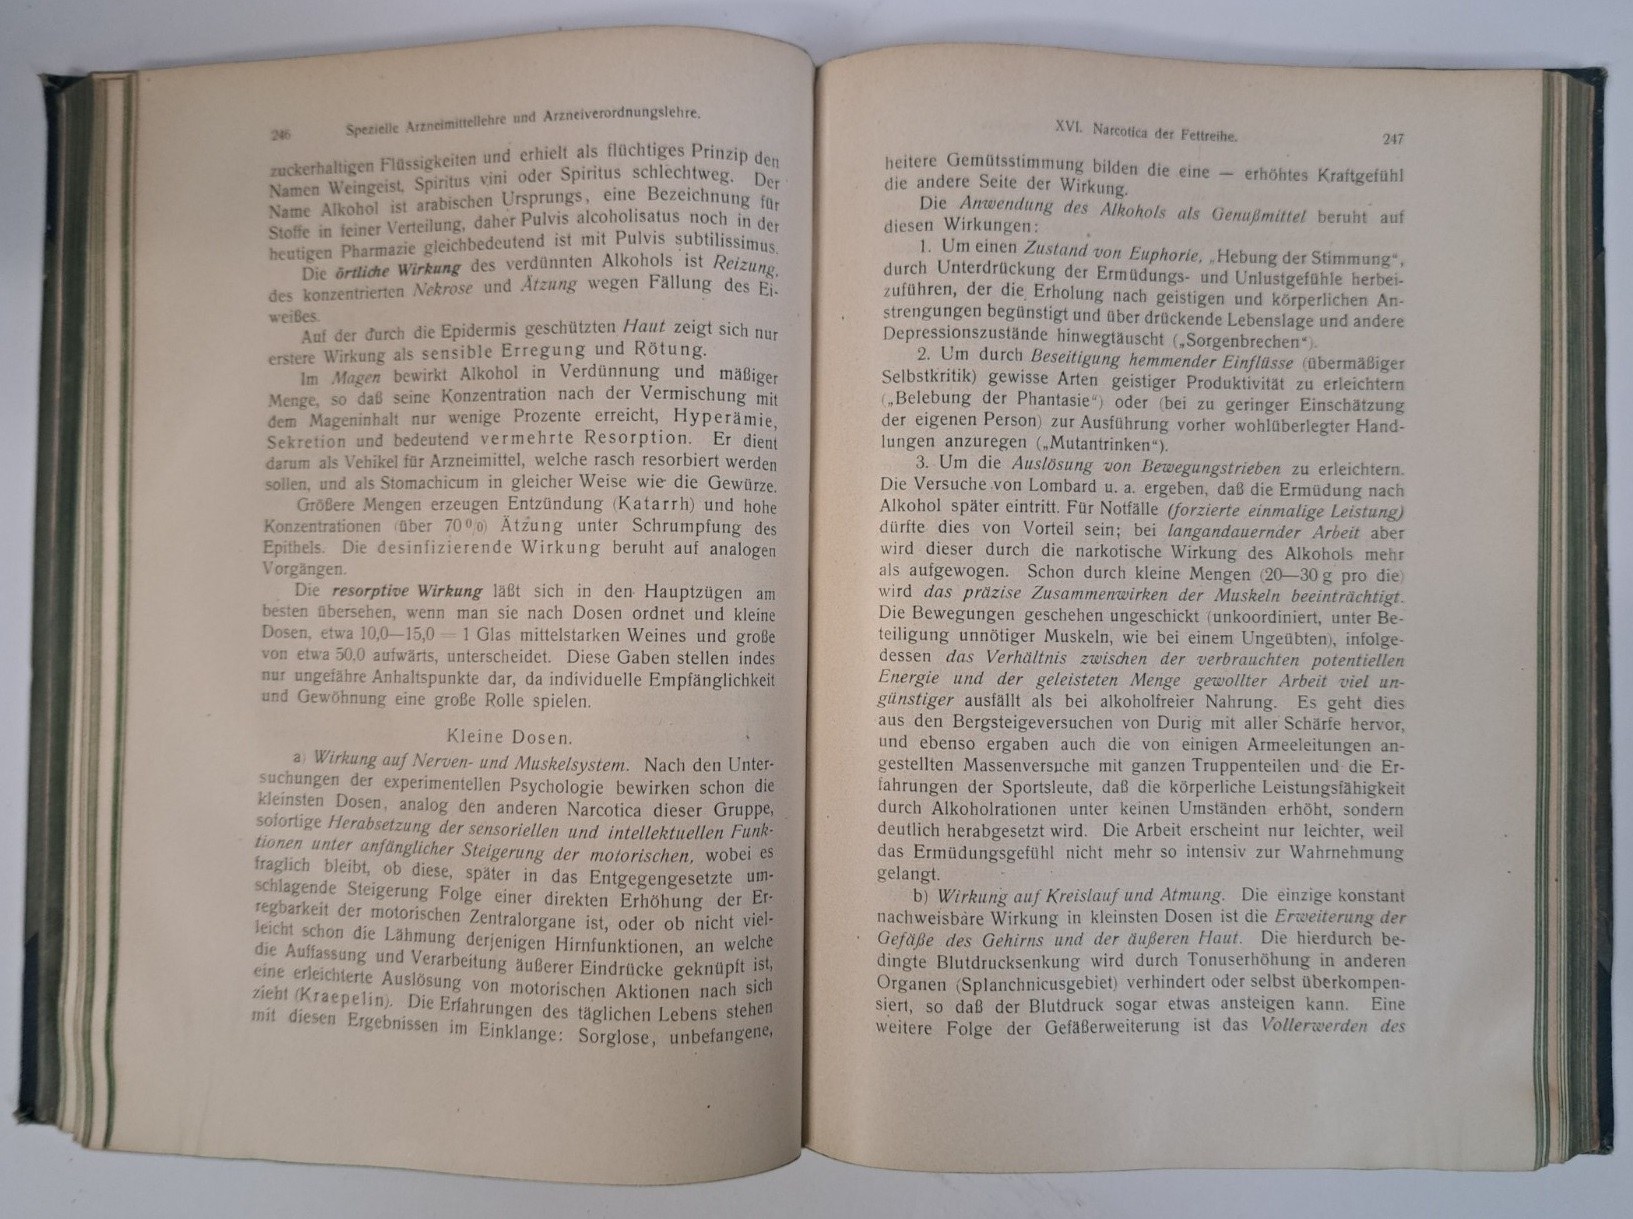 246 Spezielle Arzneimittellehre und Arzneiverordnungslehre.
zuckerhaltigen Flüssigkeiten und erhielt als flüchtiges Prinzip den
Namen Weingeist, Spiritus vini oder Spiritus schlechtweg. Der
Name Alkohol ist arabischen Ursprungs, eine Bezeichnung für
Stoffe in feiner Verteilung, daher Pulvis alcoholisatus noch in der
heutigen Pharmazie gleichbedeutend ist mit Pulvis subtilissimus.
Die örtliche Wirkung des verdünnten Alkohols ist Reizung,
des konzentrierten Nekrose und Ätzung wegen Fällung des Ei-
weißes.
Auf der durch die Epidermis geschützten Haut zeigt sich nur
erstere Wirkung als sensible Erregung und Rötung.
Im Magen bewirkt Alkohol in Verdünnung und mäßiger
Menge, so daß seine Konzentration nach der Vermischung mit
dem Mageninhalt nur wenige Prozente erreicht, Hyperämie,
Sekretion und bedeutend vermehrte Resorption. Er dient
darum als Vehikel für Arzneimittel, welche rasch resorbiert werden
sollen, und als Stomachicum in gleicher Weise wie die Gewürze.
Größere Mengen erzeugen Entzündung (Katarrh) und hohe
Konzentrationen (über 70%) Ätzung unter Schrumpfung des
Epithels. Die desinfizierende Wirkung beruht auf analogen
Vorgängen.
Die resorptive Wirkung läßt sich in den Hauptzügen am
besten übersehen, wenn man sie nach Dosen ordnet und kleine
Dosen, etwa 10,0—15,0 = 1 Glas mittelstarken Weines und große
von etwa 50,0 aufwärts, unterscheidet. Diese Gaben stellen indes
nur ungefähre Anhaltspunkte dar, da individuelle Empfänglichkeit
und Gewöhnung eine große Rolle spielen.
Kleine Dosen.
a) Wirkung auf Nerven- und Muskelsystem. Nach den Unter-
suchungen der experimentellen Psychologie bewirken schon die
kleinsten Dosen, analog den anderen Narcotica dieser Gruppe,
sofortige Herabsetzung der sensoriellen und intellektuellen Funk-
tionen unter anfänglicher Steigerung der motorischen, wobei es
fraglich bleibt, ob diese, später in das Entgegengesetzte um-
schlagende Steigerung Folge einer direkten Erhöhung der Er-
regbarkeit der motorischen Zentralorgane ist, oder ob nicht viel-
leicht schon die Lähmung derjenigen Hirnfunktionen, an welche
die Auffassung und Verarbeitung äußerer Eindrücke geknüpft ist,
eine erleichterte Auslösung von motorischen Aktionen nach sich
zieht (Kraepelin). Die Erfahrungen des täglichen Lebens stehen
mit diesen Ergebnissen im Einklange: Sorglose, unbefangene,
XVI. Narcotica der Fettreihe. 247
heitere Gemütsstimmung bilden die eine — erhöhtes Kraftgefühl
die andere Seite der Wirkung.
Die Anwendung des Alkohols als Genußmittel beruht auf
diesen Wirkungen:
1. Um einen Zustand von Euphorie, „Hebung der Stimmung“,
durch Unterdrückung der Ermüdungs- und Unlustgefühle herbei-
zuführen, der die Erholung nach geistigen und körperlichen An-
strengungen begünstigt und über drückende Lebenslage und andere
Depressionszustände hinwegtäuscht („Sorgenbrechen“).
2. Um durch Beseitigung hemmender Einflüsse (übermäßiger
Selbstkritik) gewisse Arten geistiger Produktivität zu erleichtern
(„Belebung der Phantasie“) oder (bei zu geringer Einschätzung
der eigenen Person) zur Ausführung vorher wohlüberlegter Hand-
lungen anzuregen („Mutantrinken“).
3. Um die Auslösung von Bewegungstrieben zu erleichtern.
Die Versuche von Lombard u. a. ergeben, daß die Ermüdung nach
Alkohol später eintritt. Für Notfälle (forzierte einmalige Leistung)
dürfte dies von Vorteil sein; bei langandauernder Arbeit aber
wird dieser durch die narkotische Wirkung des Alkohols mehr
als aufgewogen. Schon durch kleine Mengen (20—30 g pro die)
wird das präzise Zusammenwirken der Muskeln beeinträchtigt.
Die Bewegungen geschehen ungeschickt (unkoordiniert, unter Be-
teiligung unnötiger Muskeln, wie bei einem Ungeübten), infolge-
dessen das Verhältnis zwischen der verbrauchten potentiellen
Energie und der geleisteten Menge gewollter Arbeit viel un-
günstiger ausfällt als bei alkoholfreier Nahrung. Es geht dies
aus den Bergsteigeversuchen von Durig mit aller Schärfe hervor,
und ebenso ergaben auch die von einigen Armeeleitungen an-
gestellten Massenversuche mit ganzen Truppenteilen und die Er-
fahrungen der Sportsleute, daß die körperliche Leistungsfähigkeit
durch Alkoholrationen unter keinen Umständen erhöht, sondern
deutlich herabgesetzt wird. Die Arbeit erscheint nur leichter, weil
das Ermüdungsgefühl nicht mehr so intensiv zur Wahrnehmung
gelangt.
b) Wirkung auf Kreislauf und Atmung. Die einzige konstant
nachweisbare Wirkung in kleinsten Dosen ist die Erweiterung der
Gefäße des Gehirns und der äußeren Haut. Die hierdurch be-
dingte Blutdrucksenkung wird durch Tonuserhöhung in anderen
Organen (Splanchnicusgebiet) verhindert oder selbst überkompen-
siert, so daß der Blutdruck sogar etwas ansteigen kann. Eine
weitere Folge der Gefäßerweiterung ist das Vollerwerden des